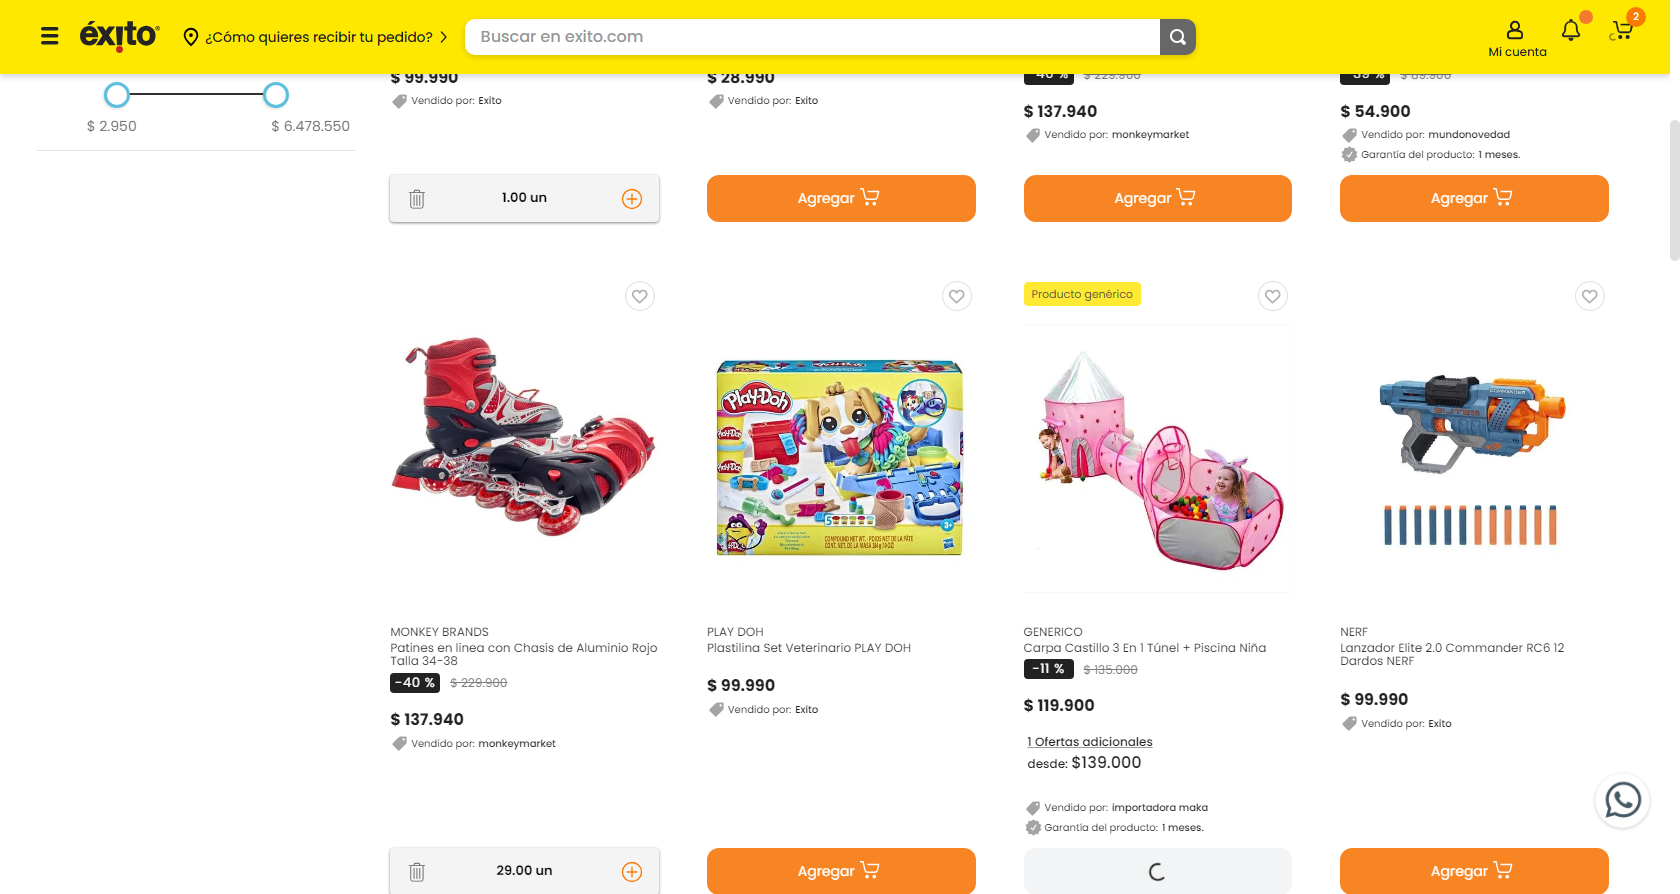 éxito
¿Cómo quieres recibir tu pedido?
Buscar en exito.com
Mi cuenta
2
$ 2.950
$ 6.478.550
$ 99.990
Vendido por: Exito
$ 28.990
Vendido por: Exito
-40 % $ 229.900
$ 137.940
Vendido por: monkeymarket
-39 % $ 89.900
$ 54.900
Vendido por: mundonovedad
Garantía del producto: 1 meses.
1.00 un
Agregar
Agregar
Agregar
Producto genérico
Play-Doh
MONKEY BRANDS
Patines en linea con Chasis de Aluminio Rojo
Talla 34-38
-40 % $ 229.900
$ 137.940
Vendido por: monkeymarket
PLAY DOH
Plastilina Set Veterinario PLAY DOH
$ 99.990
Vendido por: Exito
GENERICO
Carpa Castillo 3 En 1 Túnel + Piscina Niña
-11 % $ 135.000
$ 119.900
1 Ofertas adicionales
desde: $139.000
Vendido por: importadora maka
Garantía del producto: 1 meses.
NERF
Lanzador Elite 2.0 Commander RC6 12
Dardos NERF
$ 99.990
Vendido por: Exito
29.00 un
Agregar
Agregar